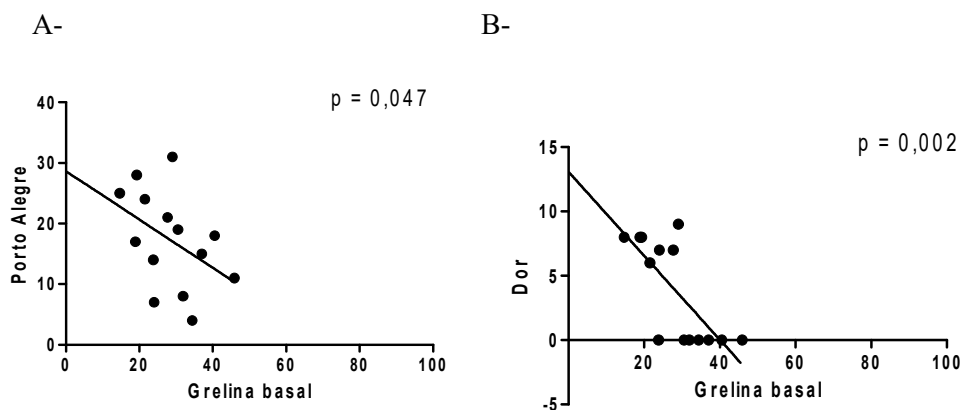 A-
p = 0,047
40
30
20
10
0
Porto Alegre
0 20 40 60 80 100
Grelina basal
B-
p = 0,002
15
10
5
0
-5
Dor
20 40 60 80 100
Grelina basal